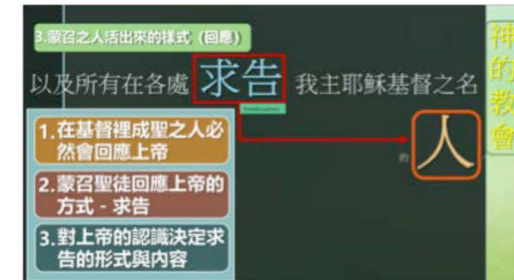 3.蒙召之人活出來的樣式（回應）
以及所有在各處 求告 我主耶穌基督之名
的 人
1.在基督裡成聖之人必
然會回應上帝
2.蒙召聖徒回應上帝的
方式 - 求告
3.對上帝的認識決定求
告的形式與內容
神的教會